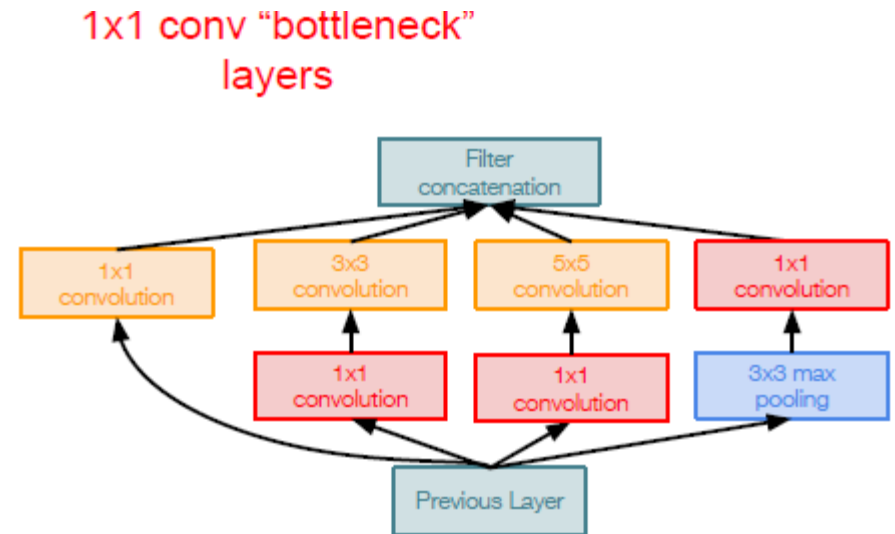 1x1 conv “bottleneck”
layers
Filter
concatenation
1x1
convolution
3x3
convolution
5x5
convolution
1x1
convolution
1x1
convolution
1x1
convolution
3x3 max
pooling
Previous Layer